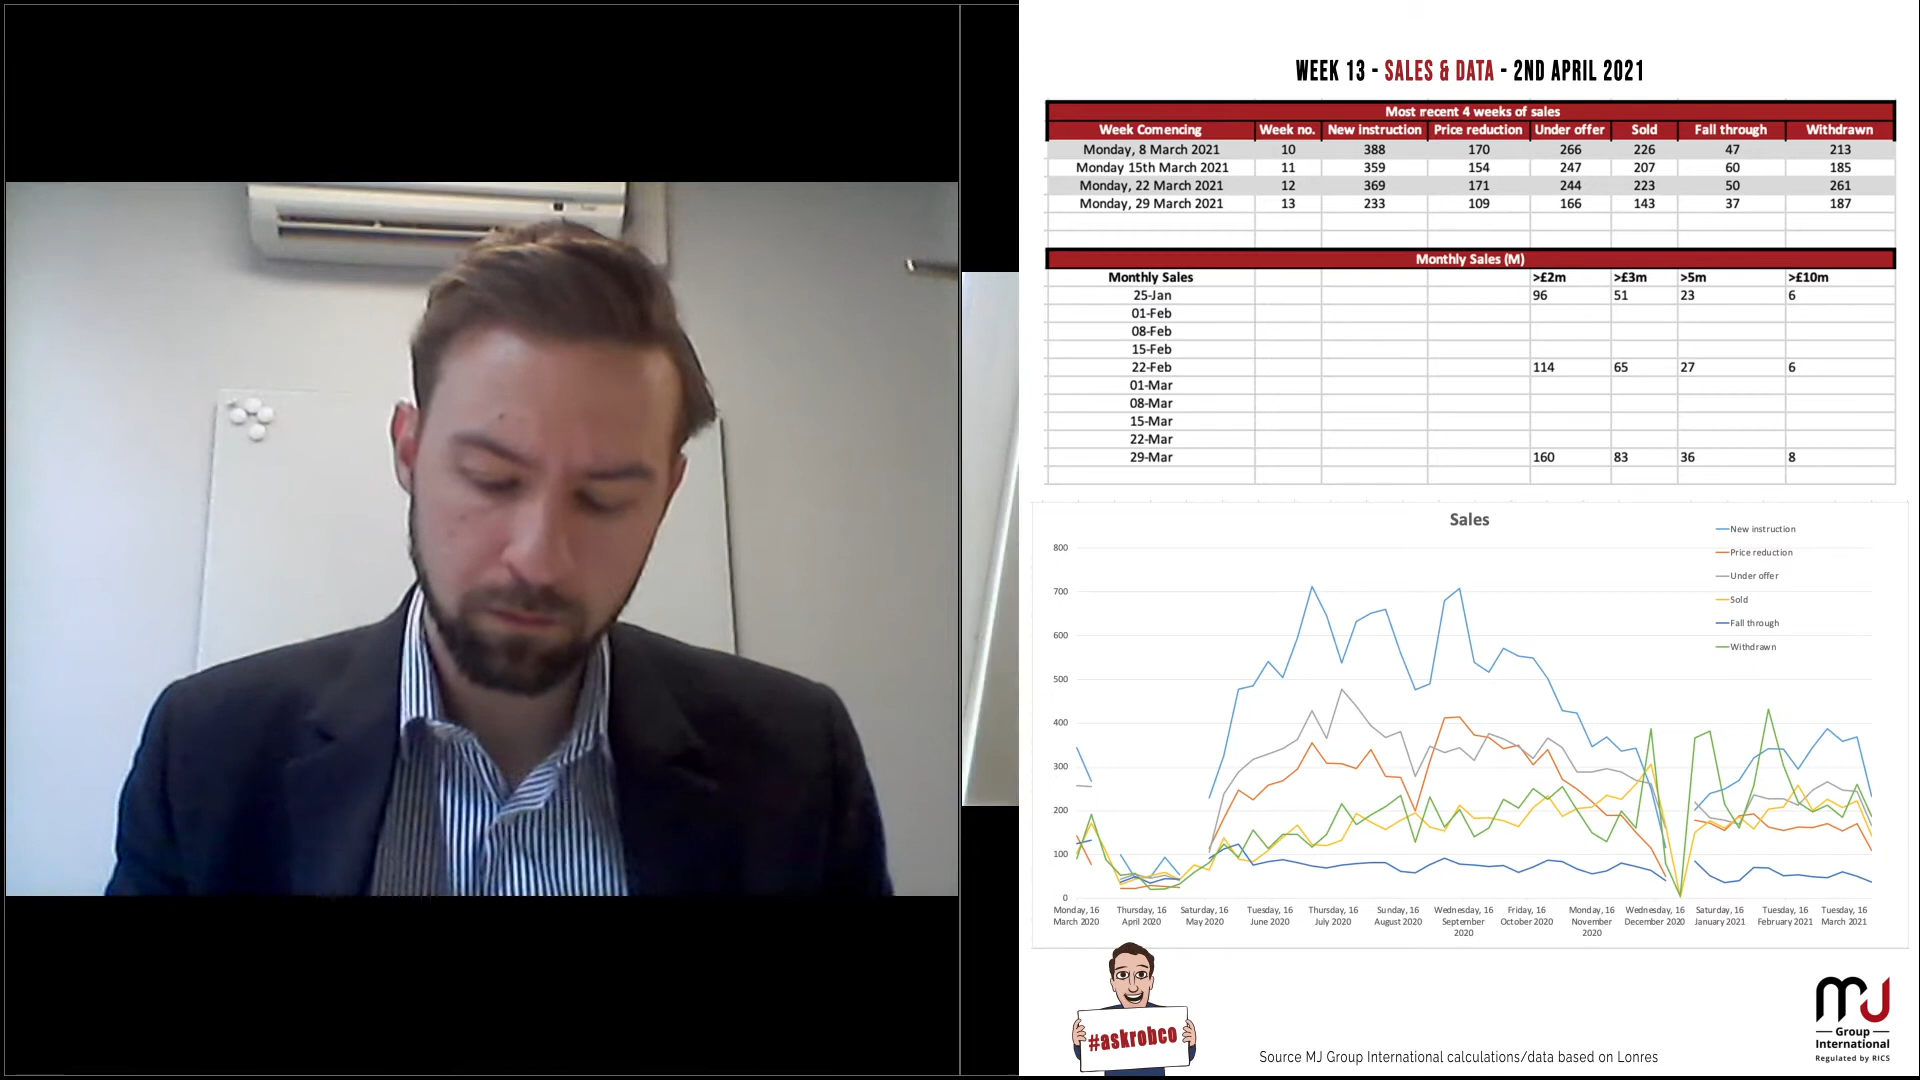 WEEK 13 - SALES & DATA - 2ND APRIL 2021
Most recent 4 weeks of sales
Week Comencing Week no. New instruction Price reduction Under offer Sold Fall through Withdrawn
Monday, 8 March 2021 10 388 170 266 226 47 213
Monday 15th March 2021 11 359 154 247 207 60 185
Monday, 22 March 2021 12 369 171 244 223 50 261
Monday, 29 March 2021 13 233 109 166 143 37 187
Monthly Sales (M)
Monthly Sales >£2m >£3m >5m >£10m
25-Jan 96 51 23 6
01-Feb
08-Feb
15-Feb
22-Feb 114 65 27 6
01-Mar
08-Mar
15-Mar
22-Mar
29-Mar 160 83 36 8
Sales
New instruction
Price reduction
Under offer
Sold
Fall through
Withdrawn
800
700
600
500
400
300
200
100
0
Monday, 16 March 2020
Thursday, 16 April 2020
Saturday, 16 May 2020
Tuesday, 16 June 2020
Thursday, 16 July 2020
Sunday, 16 August 2020
Wednesday, 16 September 2020
Friday, 16 October 2020
Monday, 16 November 2020
Wednesday, 16 December 2020
Saturday, 16 January 2021
Tuesday, 16 February 2021
Tuesday, 16 March 2021
#askrobco
Source MJ Group International calculations/data based on Lonres
MJ
Group
International
Regulated by RICS